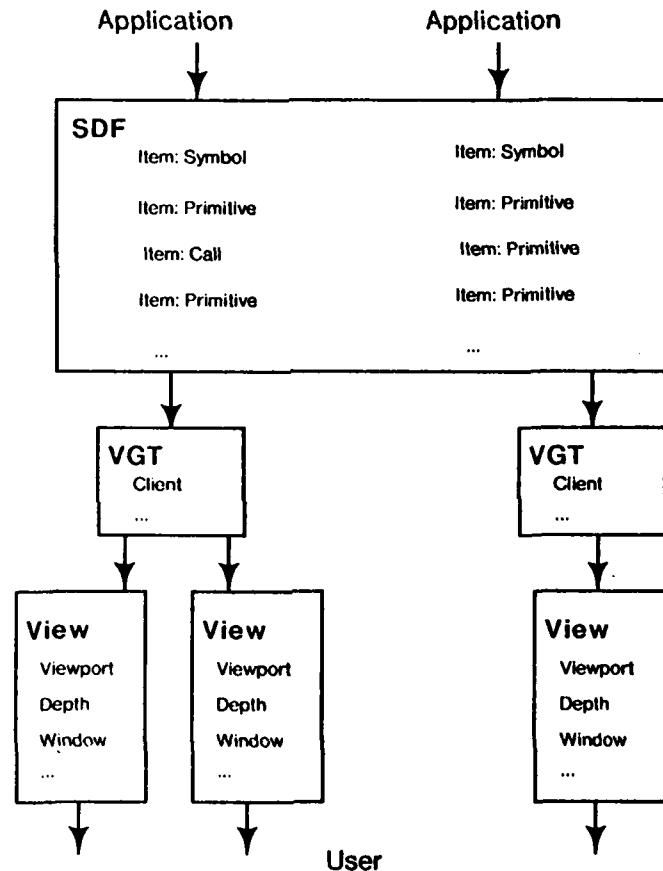 Application Application
SDF
Item: Symbol Item: Symbol
Item: Primitive Item: Primitive
Item: Call Item: Primitive
Item: Primitive Item: Primitive
... ...
VGT VGT
Client Client
... ...
View View View
Viewport Viewport Viewport
Depth Depth Depth
Window Window Window
... ... ...
User